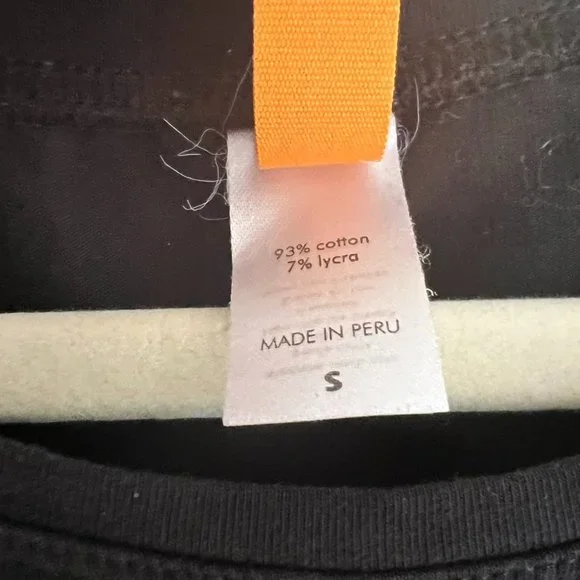 93% cotton
7% lycra
MADE IN PERU
S